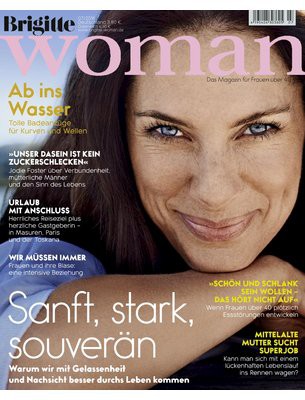 Brigitte
woman
Das Magazin für Frauen über 40
Ab ins
Wasser
Tolle Badeanzüge
für Kurven und Wellen
»UNSER DASEIN IST KEIN
ZUCKERSCHLECKEN«
Jodie Foster über Verbundenheit,
mütterliche Männer
und den Sinn des Lebens
URLAUB
MIT ANSCHLUSS
Herrliches Reiseziel plus
herzliche Gastgeberin –
in Masuren, Paris
und der Toskana
WIR MÜSSEN IMMER
Frauen und ihre Blase:
eine intensive Beziehung
»SCHÖN UND SCHLANK
SEIN WOLLEN –
DAS HÖRT NICHT AUF«
Wenn Frauen über 40 plötzlich
Essstörungen entwickeln
Sanft, stark,
souverän
Warum wir mit Gelassenheit
und Nachsicht besser durchs Leben kommen
MITTELALTE
MUTTER SUCHT
SUPERJOB
Kann man sich mit einem
lückenhaften Lebenslauf
ins Rennen wagen?